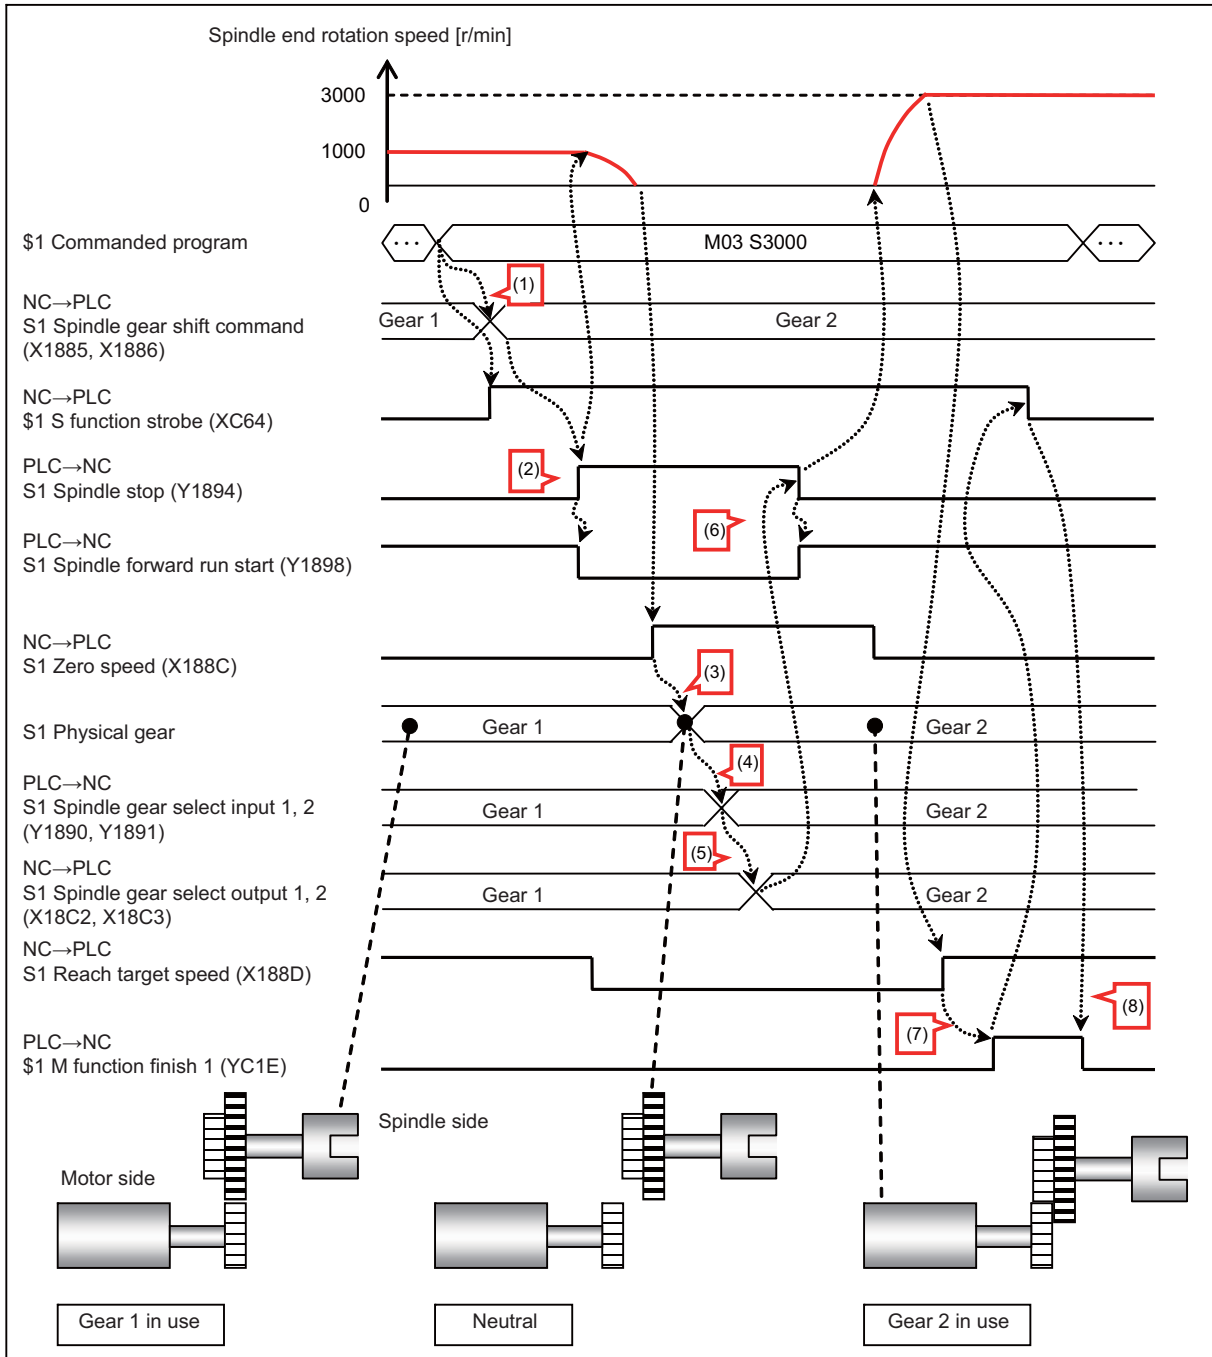 Spindle end rotation speed [r/min]
3000
1000
0
$1 Commanded program
···
M03 S3000
···
(1)
NC→PLC
S1 Spindle gear shift command
(X1885, X1886)
Gear 1
Gear 2
NC→PLC
$1 S function strobe (XC64)
PLC→NC
S1 Spindle stop (Y1894)
(2)
(6)
PLC→NC
S1 Spindle forward run start (Y1898)
NC→PLC
S1 Zero speed (X188C)
(3)
S1 Physical gear
Gear 1
Gear 2
(4)
PLC→NC
S1 Spindle gear select input 1, 2
(Y1890, Y1891)
Gear 1
Gear 2
(5)
NC→PLC
S1 Spindle gear select output 1, 2
(X18C2, X18C3)
Gear 1
Gear 2
NC→PLC
S1 Reach target speed (X188D)
(7)
(8)
PLC→NC
$1 M function finish 1 (YC1E)
Spindle side
Motor side
Gear 1 in use
Neutral
Gear 2 in use